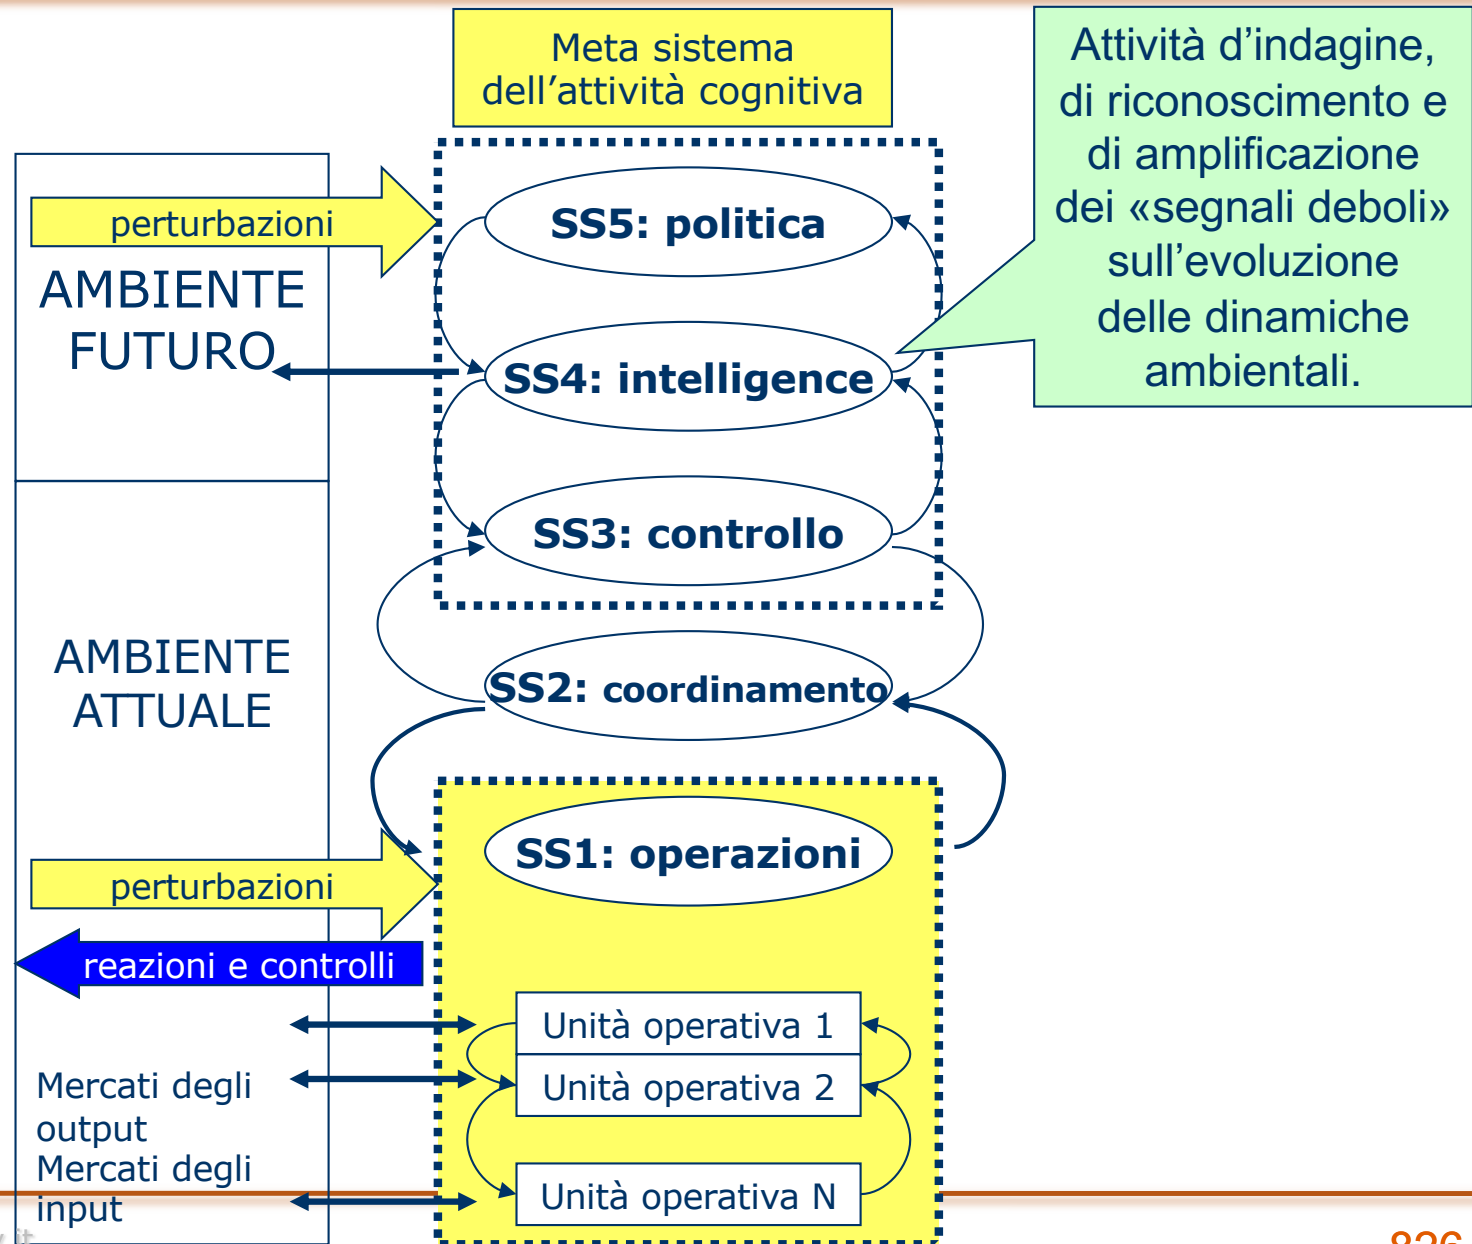 Meta sistema
dell’attività cognitiva
Attività d’indagine,
di riconoscimento e
di amplificazione
dei «segnali deboli»
sull’evoluzione
delle dinamiche
ambientali.
perturbazioni
AMBIENTE
FUTURO
SS5: politica
SS4: intelligence
SS3: controllo
AMBIENTE
ATTUALE
SS2: coordinamento
SS1: operazioni
perturbazioni
reazioni e controlli
Unità operativa 1
Unità operativa 2
Unità operativa N
Mercati degli
output
Mercati degli
input